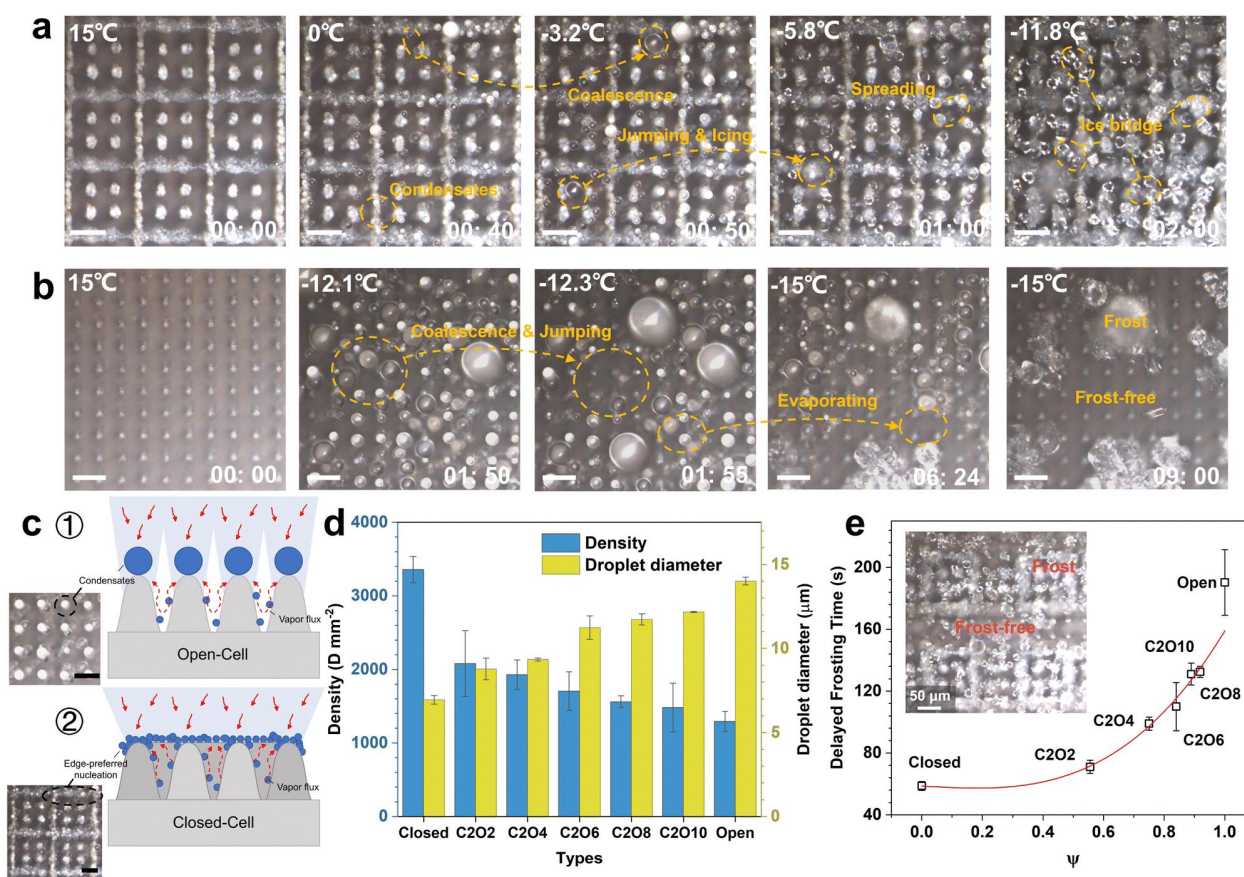 a
15℃
0℃
-3.2℃
-5.8℃
-11.8℃
Coalescence
Spreading
Jumping & Icing
Ice bridge
Condensates
00: 00
00: 40
00: 50
01: 00
02: 00
b
15℃
-12.1℃
-12.3℃
-15℃
-15℃
Coalescence & Jumping
Frost
Evaporating
Frost-free
00: 00
01: 50
01: 55
06: 24
09: 00
c
①
Condensates
Vapor flux
Open-Cell
②
Edge-preferred
nucleation
Vapor flux
Closed-Cell
d
Density
Droplet diameter
Density (D mm⁻²)
4000
3400
2000
1400
1000
0
Droplet diameter (μm)
15
10
5
0
Closed
C2O2
C2O4
C2O6
C2O8
C2O10
Open
Types
e
Delayed Frosting Time (s)
200
160
120
80
40
Frost
Frost-free
50 μm
Open
C2O10
C2O8
C2O6
C2O4
C2O2
Closed
0.0
0.2
0.4
0.6
0.8
1.0
Ψ